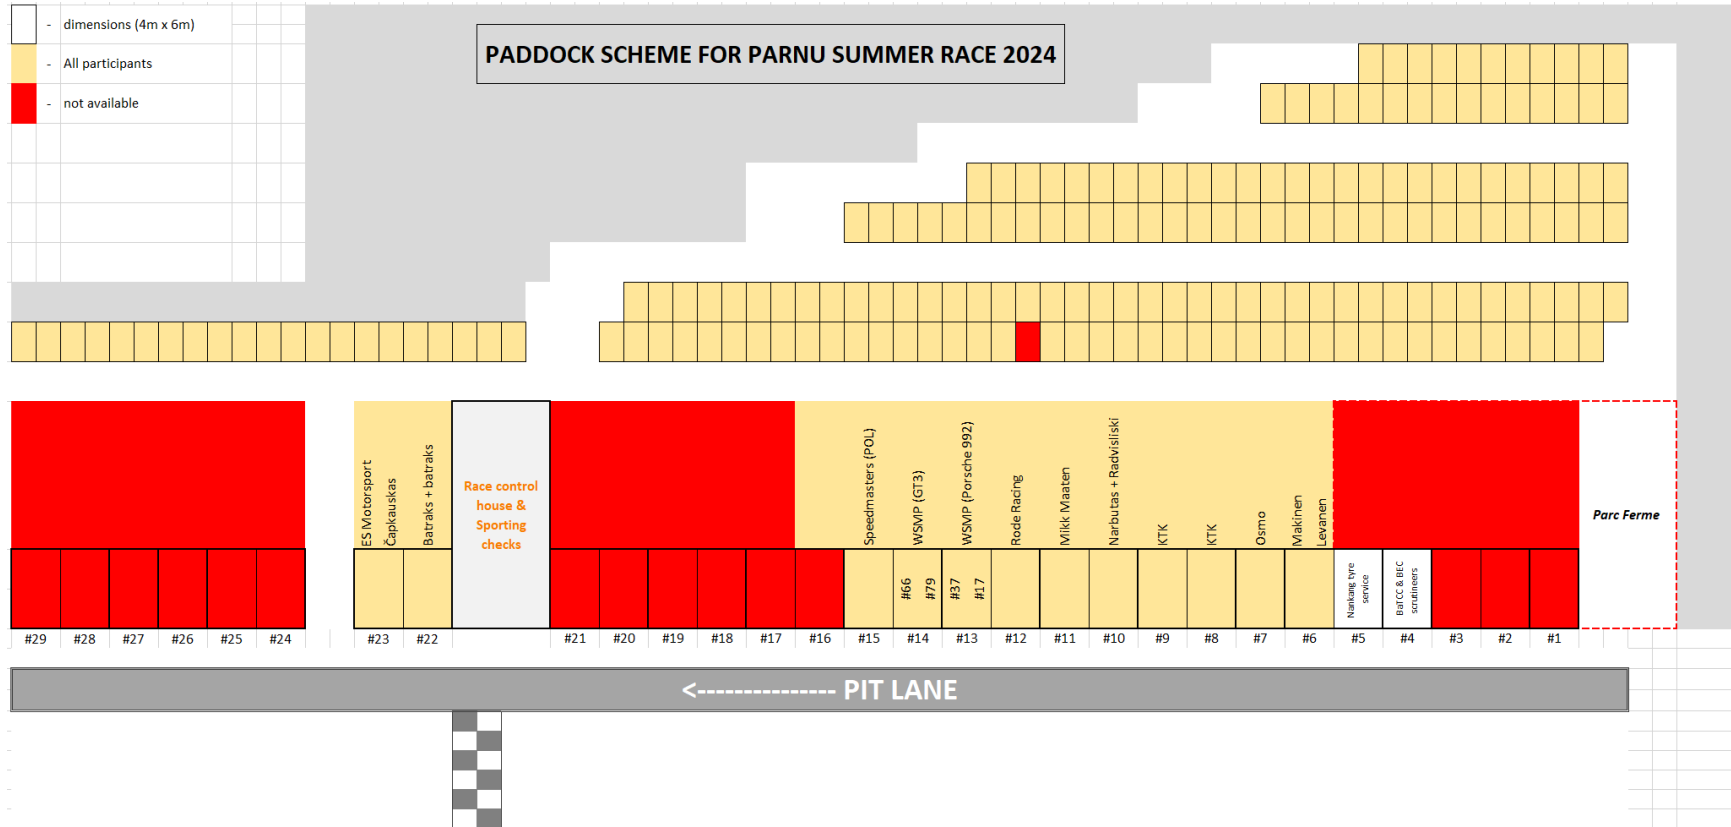 - dimensions (4m x 6m)
- All participants
- not available
PADDOCK SCHEME FOR PARNU SUMMER RACE 2024
ES Motorsport
Čapkauskas
Batraks + batraks
Race control
house &
Sporting
checks
Speedmasters (POL)
WSMP (GT3)
WSMP (Porsche 992)
Rode Racing
Mikk Maaten
Narbutas + Radvisliski
KTK
KTK
Osmo
Makinen
Levanen
Parc Ferme
#66
#79
#37
#17
Nankang tyre
service
BaTCC & BEC
scrutineers
#29 #28 #27 #26 #25 #24 #23 #22 #21 #20 #19 #18 #17 #16 #15 #14 #13 #12 #11 #10 #9 #8 #7 #6 #5 #4 #3 #2 #1
<--------------- PIT LANE